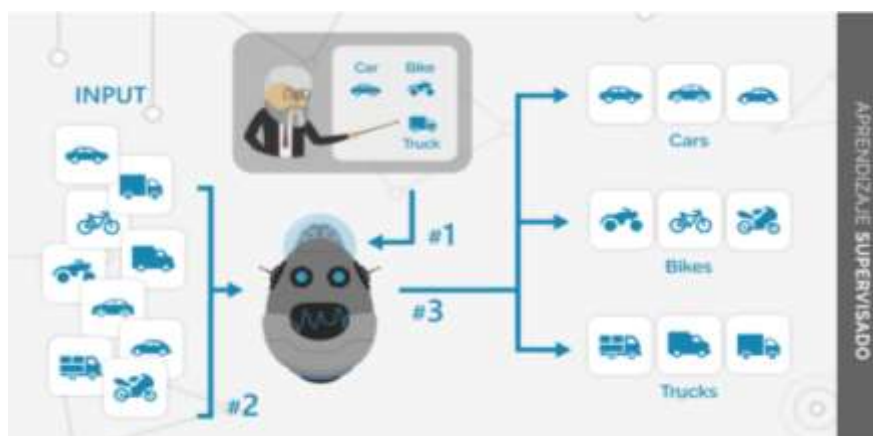 INPUT
Car Bike
Truck
#1
#2
#3
Cars
Bikes
Trucks
APRENDIZAJE SUPERVISADO